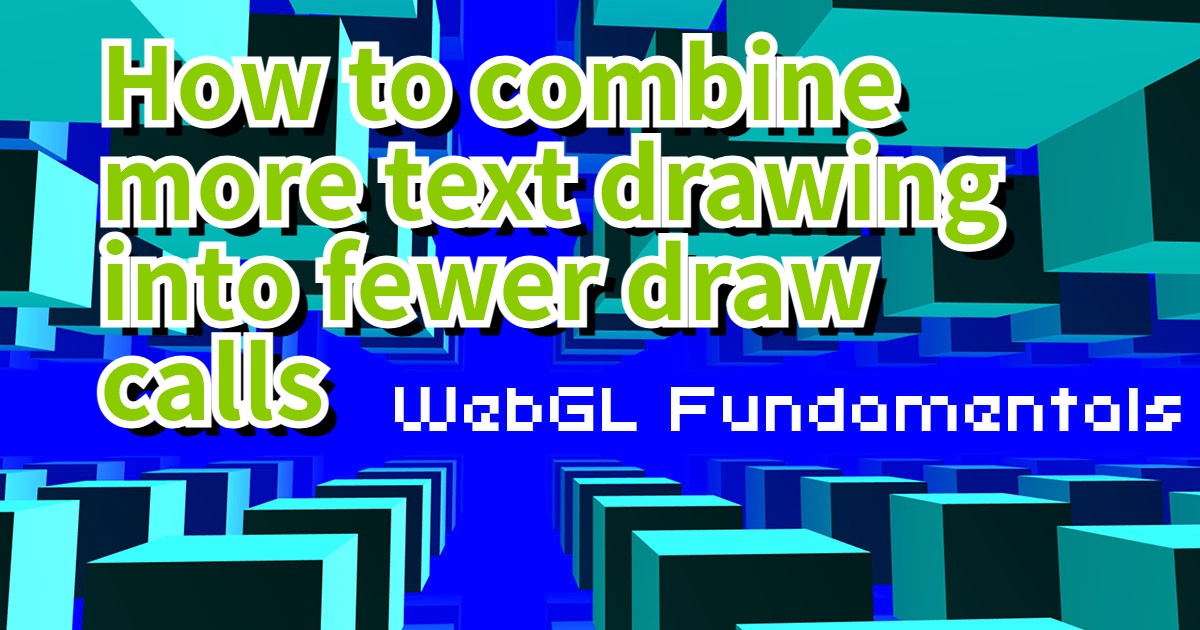 How to combine
more text drawing
into fewer draw
calls
WebGL Fundamentals